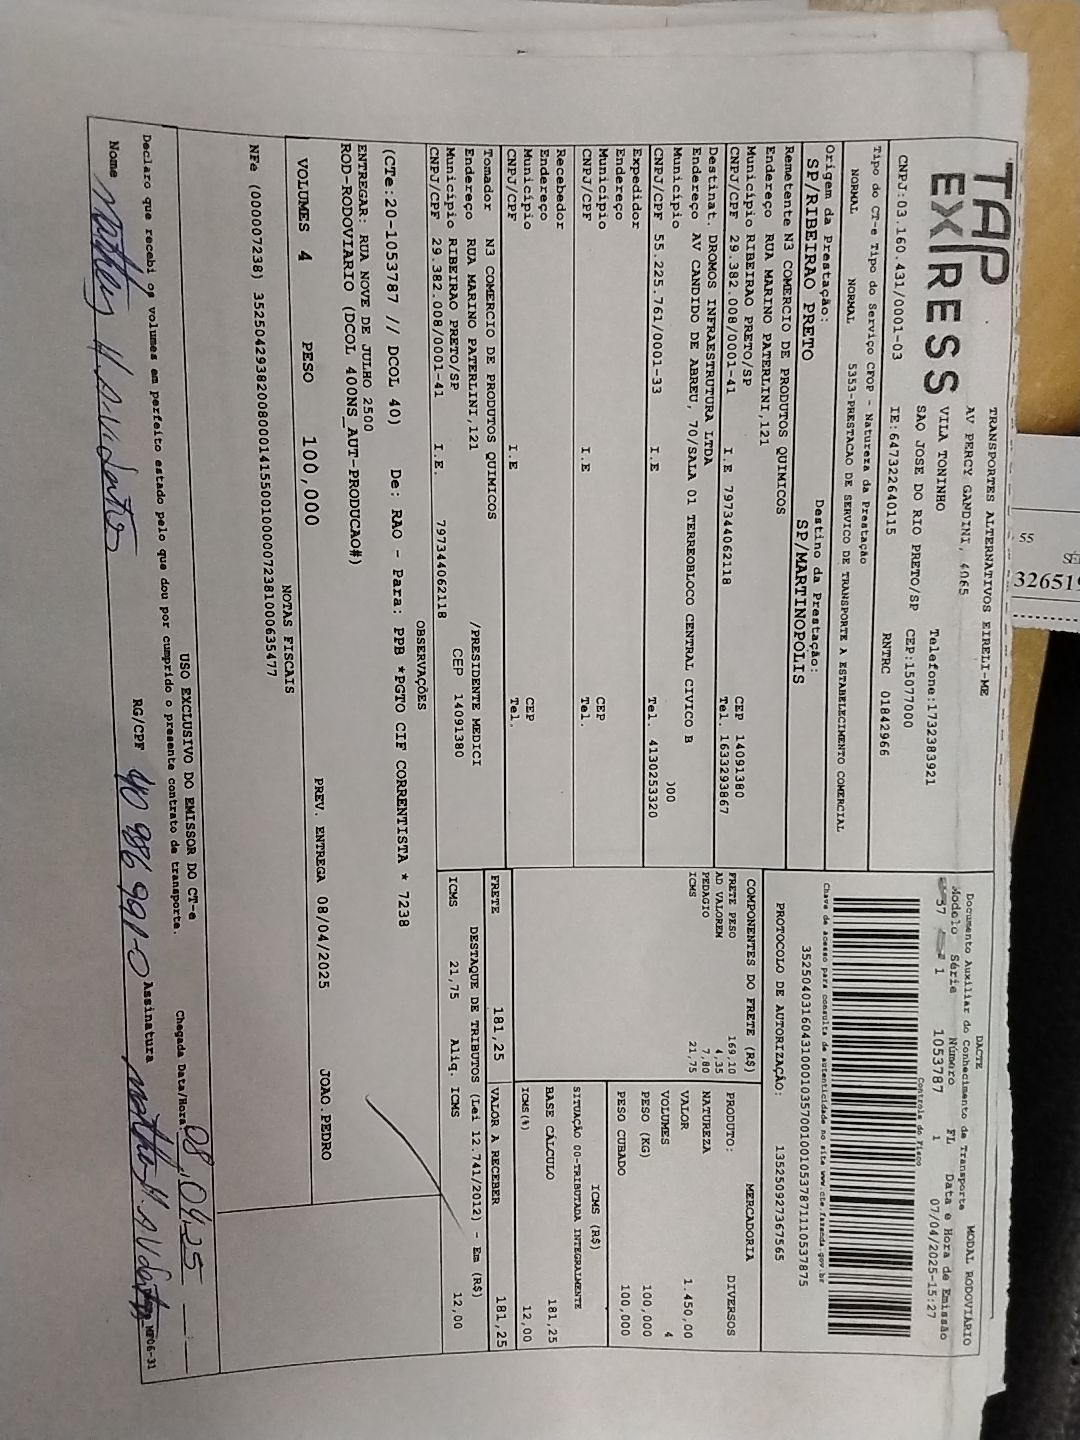 TAP
EXPRESS
TRANSPORTES ALTERNATIVOS EIRELI-ME
AV PERCY GANDINI, 4065
VILA TONINHO
SAO JOSE DO RIO PRETO/SP
Telefone:1732383921
CEP:15077000
CNPJ:03.160.431/0001-03
IE:647322640115
RNTRC 01842966
DACTE
Documento Auxiliar do Conhecimento de Transporte
MODAL RODOVIÁRIO
Modelo Série Número FL Data e Hora de Emissão
57 1 1053787 1 07/04/2025-15:27
Controle do Fisco
Chave de acesso para consulta de autenticidade no site www.cte.fazenda.gov.br
PROTOCOLO DE AUTORIZAÇÃO: 135250927367565
Tipo do CT-e Tipo do Serviço CFOP - Natureza da Prestação
NORMAL NORMAL 5353-PRESTACAO DE SERVICO DE TRANSPORTE A ESTABELECIMENTO COMERCIAL
Origem da Prestação: Destino da Prestação:
SP/RIBEIRAO PRETO SP/MARTINOPOLIS
Remetente N3 COMERCIO DE PRODUTOS QUIMICOS
Endereço RUA MARINO PATERLINI,121
Município RIBEIRAO PRETO/SP CEP 14091380
CNPJ/CPF 29.382.008/0001-41 I.E 797344062118 Tel. 1633293867
Destinat. DROMOS INFRAESTRUTURA LTDA
Endereço AV CANDIDO DE ABREU, 70/SALA 01 TERREOBLOCO CENTRAL CIVICO B
Município 000
CNPJ/CPF 55.225.761/0001-33 I.E Tel. 4130253320
Expedidor
Endereço
Município CEP
CNPJ/CPF I.E Tel.
Recebedor
Endereço
Município CEP
CNPJ/CPF I.E Tel.
Tomador N3 COMERCIO DE PRODUTOS QUIMICOS
Endereço RUA MARINO PATERLINI,121 /PRESIDENTE MEDICI
Município RIBEIRAO PRETO/SP CEP 14091380
CNPJ/CPF 29.382.008/0001-41 I.E. 797344062118
COMPONENTES DO FRETE (R$)
FRETE PESO 169,10
AD VALOREM 4,35
PEDAGIO 7,80
ICMS 21,75
MERCADORIA
PRODUTO: DIVERSOS
NATUREZA
VALOR 1.450,00
VOLUMES 4
PESO (KG) 100,000
PESO CUBADO 100,000
ICMS (R$)
SITUAÇÃO 00-TRIBUTADA INTEGRALMENTE
BASE CÁLCULO 181,25
ICMS(%) 12,00
FRETE 181,25 VALOR A RECEBER 181,25
DESTAQUE DE TRIBUTOS (Lei 12.741/2012) - Em (R$)
ICMS 21,75 Aliq. ICMS 12,00
OBSERVAÇÕES
(CTe:20-1053787 // DCOL 40) De: RAO - Para: PPB *PGTO CIF CORRENTISTA * 7238
ENTREGAR: RUA NOVE DE JULHO 2500
ROD-RODOVIARIO (DCOL 400NS_AUT-PRODUCAO#)
VOLUMES 4 PESO 100,000 PREV. ENTREGA 08/04/2025 JOAO.PEDRO
NOTAS FISCAIS
USO EXCLUSIVO DO EMISSOR DO CT-e
Chegada Data/Hora 08,04,25
Declaro que recebi os volumes em perfeito estado pelo que dou por cumprido o presente contrato de transporte.
Nome RG/CPF 40 986 991-0 Assinatura
MF06-31
55
SÉ
326519